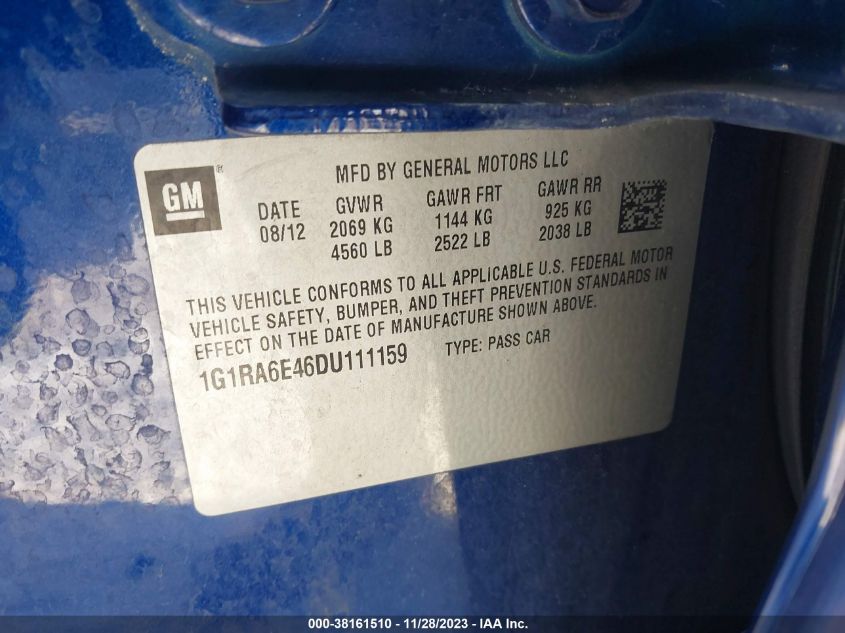 MFD BY GENERAL MOTORS LLC
GM®
DATE GVWR GAWR FRT GAWR RR
08/12 2069 KG 1144 KG 925 KG
4560 LB 2522 LB 2038 LB
THIS VEHICLE CONFORMS TO ALL APPLICABLE U.S. FEDERAL MOTOR
VEHICLE SAFETY, BUMPER, AND THEFT PREVENTION STANDARDS IN
EFFECT ON THE DATE OF MANUFACTURE SHOWN ABOVE.
1G1RA6E46DU111159 TYPE: PASS CAR
000-38161510 - 11/28/2023 - IAA Inc.